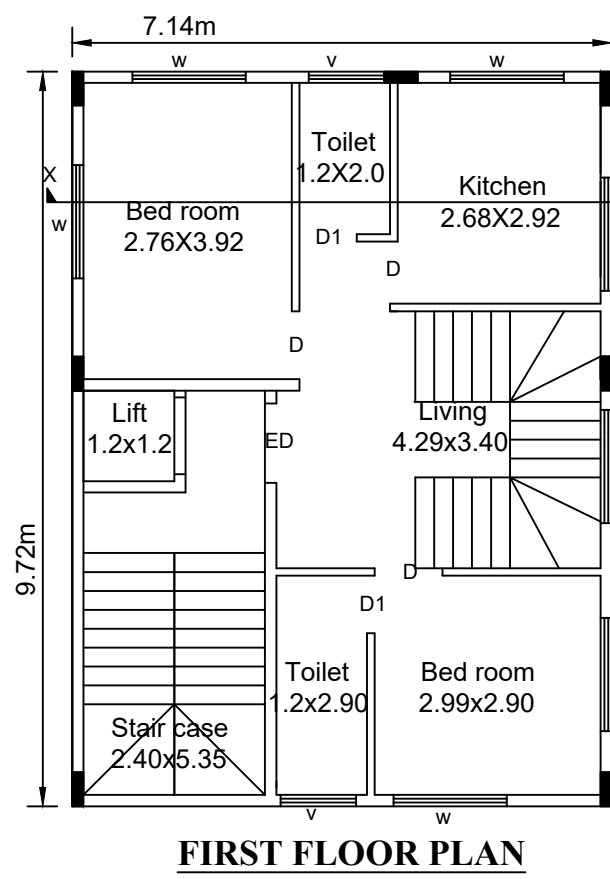 7.14m
w v w
Toilet
1.2X2.0
X
Kitchen
2.68X2.92
w
Bed room
2.76X3.92
D1
D
D
Lift
1.2x1.2
ED
Living
4.29x3.40
9.72m
D
D1
Toilet
1.2x2.90
Bed room
2.99x2.90
Stair case
2.40x5.35
v w
FIRST FLOOR PLAN